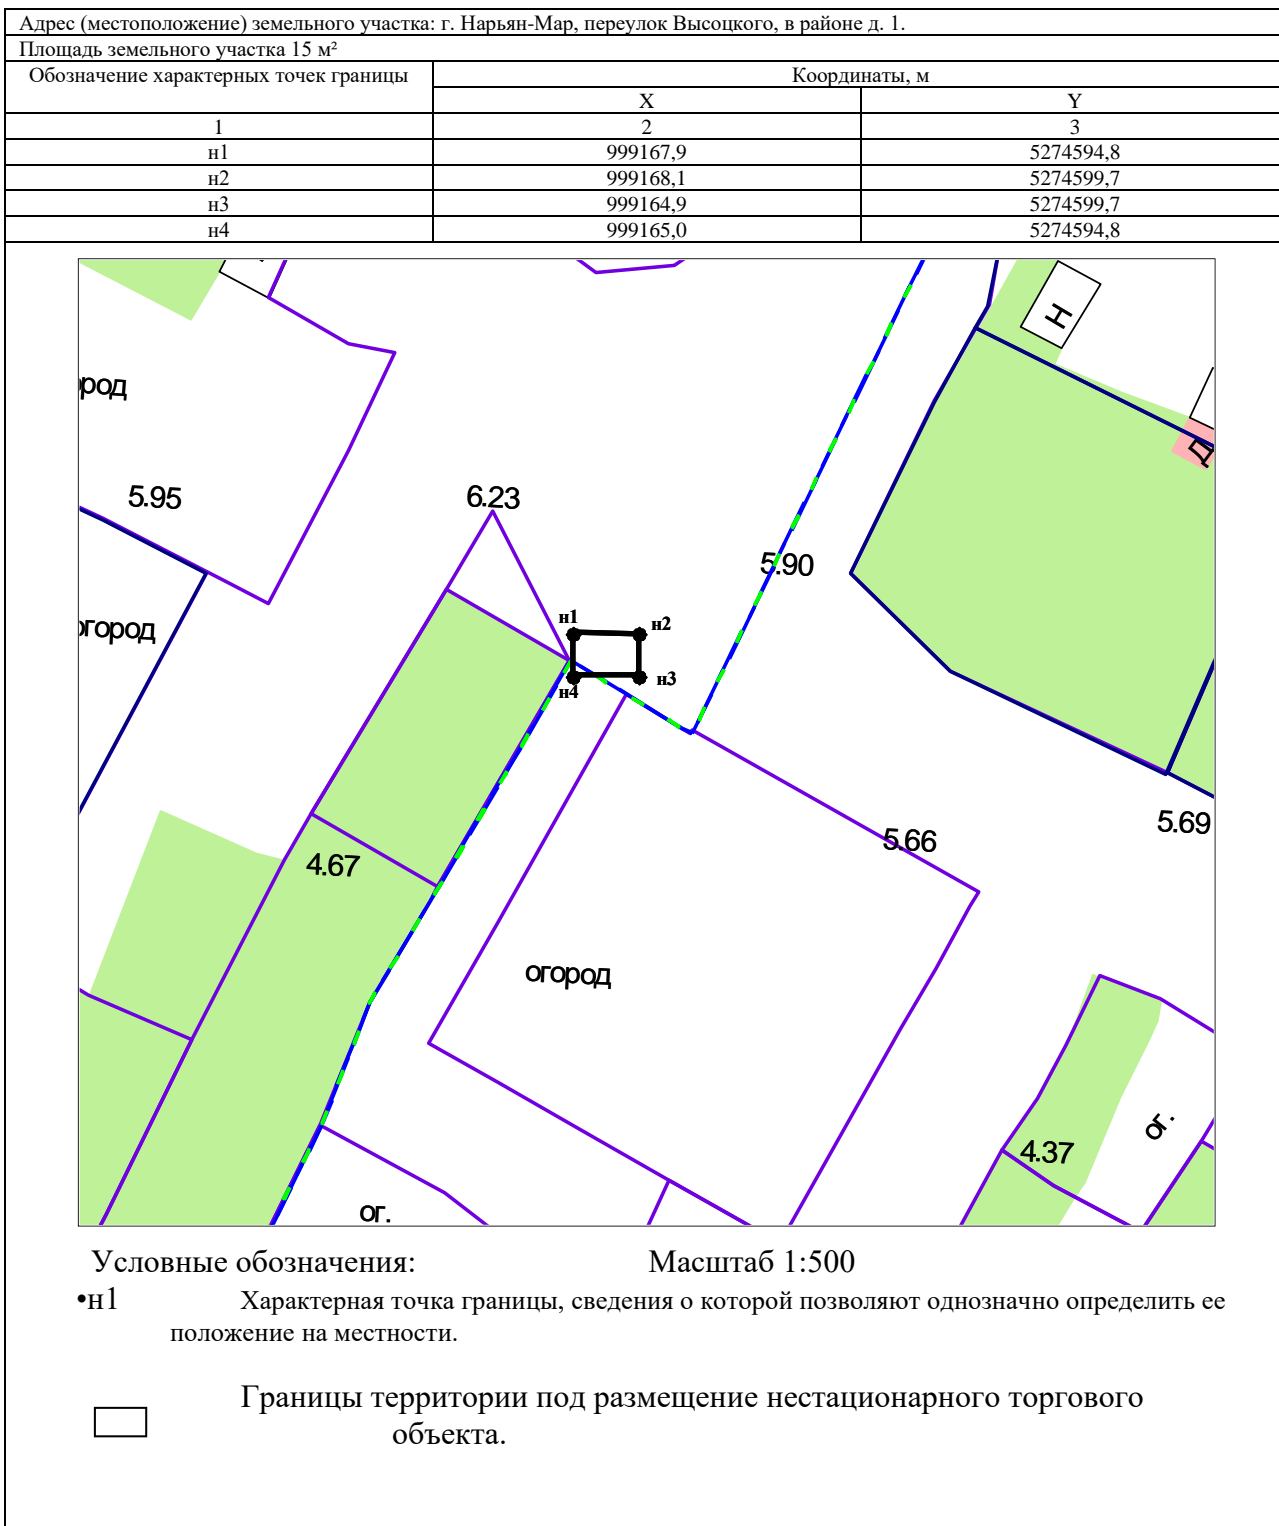 Адрес (местоположение) земельного участка: г. Нарьян-Мар, переулок Высоцкого, в районе д. 1.
Площадь земельного участка 15 м²
Обозначение характерных точек границы Координаты, м
X Y
1 2 3
н1 999167,9 5274594,8
н2 999168,1 5274599,7
н3 999164,9 5274599,7
н4 999165,0 5274594,8
Н
род
Д
5.95
6.23
5.90
н1
н2
огород
н4
н3
5.69
5.66
4.67
огород
ог.
4.37
ог.
Условные обозначения: Масштаб 1:500
•н1 Характерная точка границы, сведения о которой позволяют однозначно определить ее
положение на местности.
Границы территории под размещение нестационарного торгового
объекта.